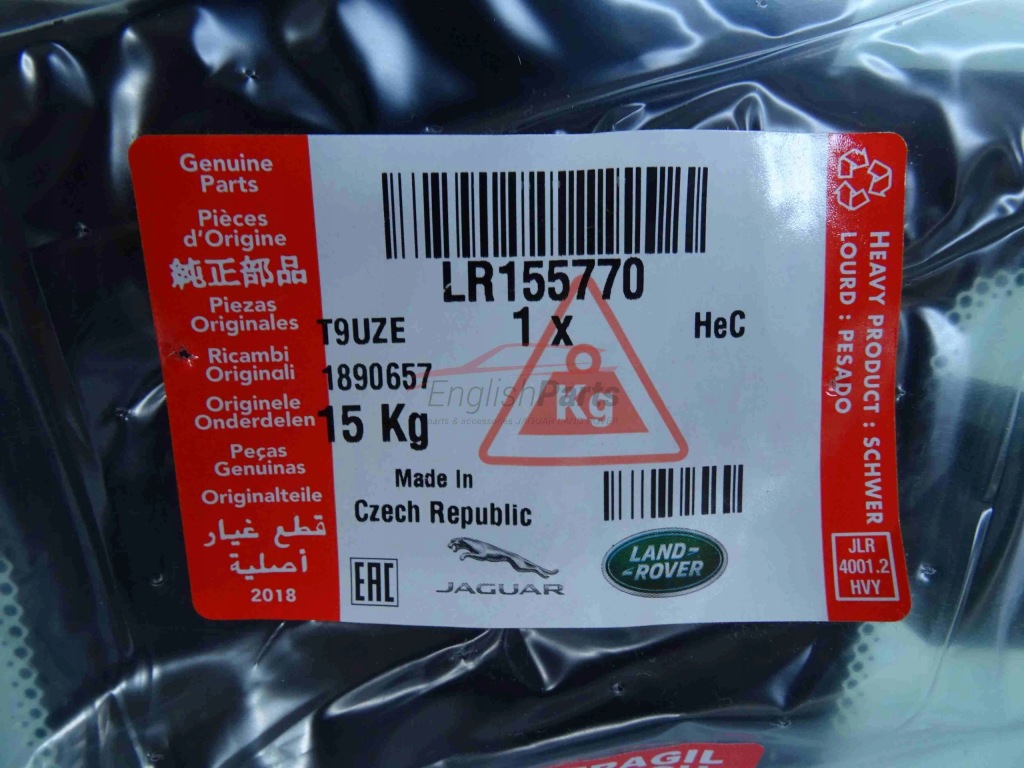 Genuine
Parts
Pièces
d'Origine
純正部品
Piezas
Originales
Ricambi
Originali
Originele
Onderdelen
Peças
Genuinas
Originalteile
قطع غيار
أصلية
2018
LR155770
T9UZE
1 x
HeC
1890657
15 Kg
Kg
EnglishParts
Made In
Czech Republic
EAC
JAGUAR
LAND-
-ROVER
HEAVY PRODUCT : SCHWER
LOURD : PESADO
JLR
4001.2
HVY
FRAGIL